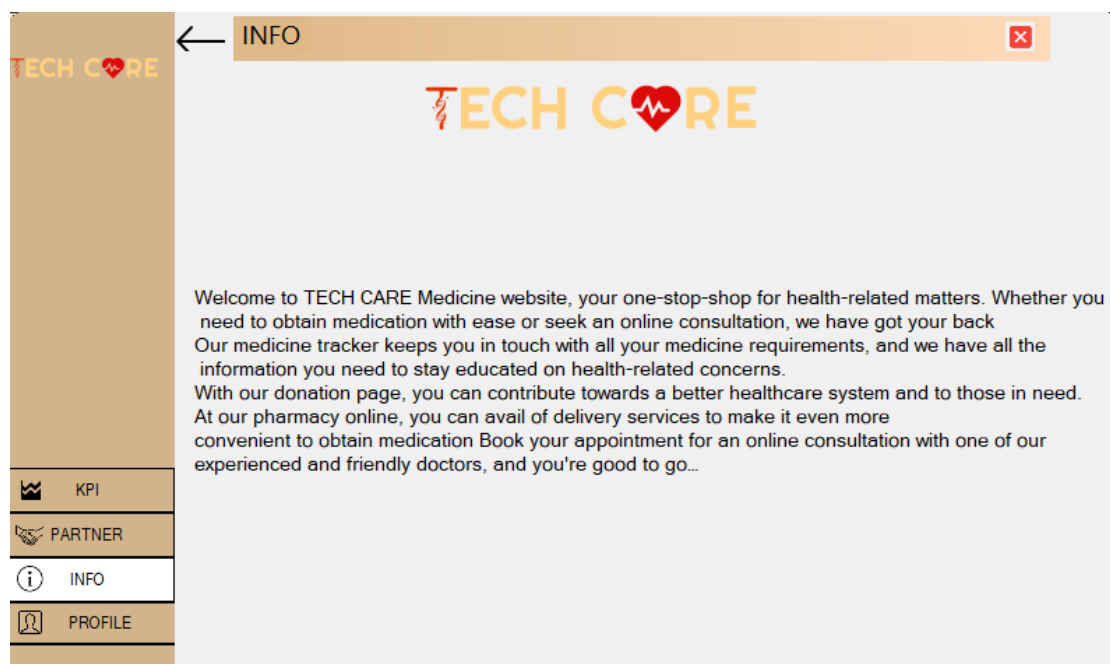 TECH CARE
INFO
TECH CARE
Welcome to TECH CARE Medicine website, your one-stop-shop for health-related matters. Whether you
need to obtain medication with ease or seek an online consultation, we have got your back
Our medicine tracker keeps you in touch with all your medicine requirements, and we have all the
information you need to stay educated on health-related concerns.
With our donation page, you can contribute towards a better healthcare system and to those in need.
At our pharmacy online, you can avail of delivery services to make it even more
convenient to obtain medication Book your appointment for an online consultation with one of our
experienced and friendly doctors, and you're good to go...
KPI
PARTNER
INFO
PROFILE